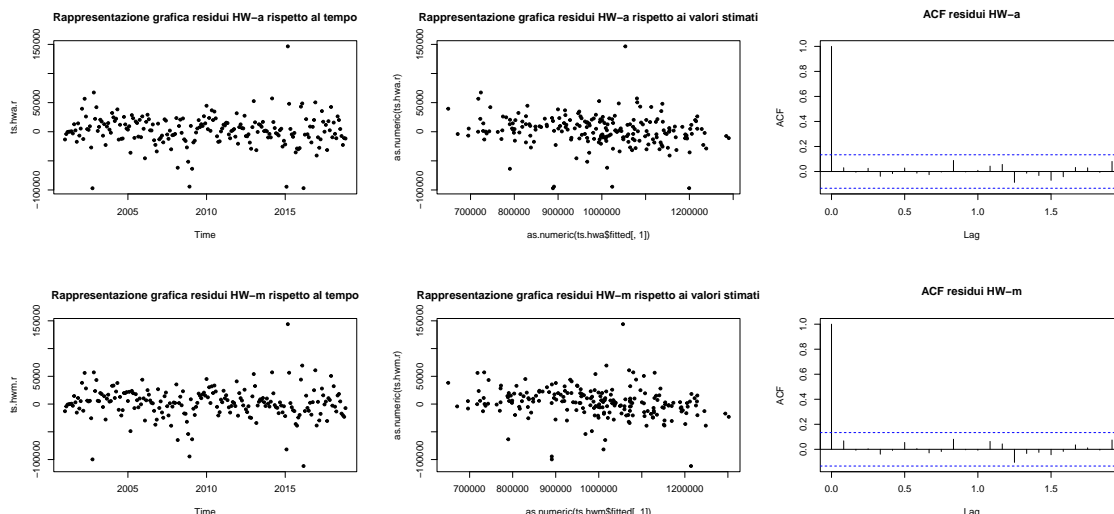 Rappresentazione grafica residui HW−a rispetto al tempo
ts.hwa.r
−100000
0
50000
150000
2005
2010
2015
Time
Rappresentazione grafica residui HW−a rispetto ai valori stimati
as.numeric(ts.hwa.r)
−100000
0
50000
150000
700000
800000
900000
1000000
1200000
as.numeric(ts.hwa$fitted[, 1])
ACF residui HW−a
ACF
0.0
0.2
0.4
0.6
0.8
1.0
0.0
0.5
1.0
1.5
Lag
Rappresentazione grafica residui HW−m rispetto al tempo
ts.hwm.r
−100000
0
50000
150000
2005
2010
2015
Time
Rappresentazione grafica residui HW−m rispetto ai valori stimati
as.numeric(ts.hwm.r)
−100000
0
50000
150000
700000
800000
900000
1000000
1200000
as.numeric(ts.hwm$fitted[, 1])
ACF residui HW−m
ACF
0.0
0.2
0.4
0.6
0.8
1.0
0.0
0.5
1.0
1.5
Lag